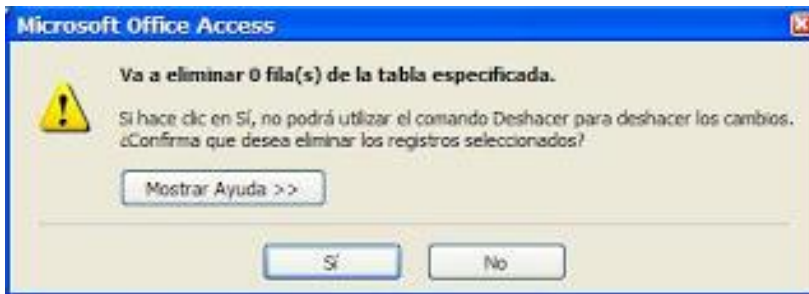 Microsoft Office Access
Va a eliminar 0 fila(s) de la tabla especificada.
Si hace clic en Sí, no podrá utilizar el comando Deshacer para deshacer los cambios.
¿Confirma que desea eliminar los registros seleccionados?
Mostrar Ayuda >>
Sí
No